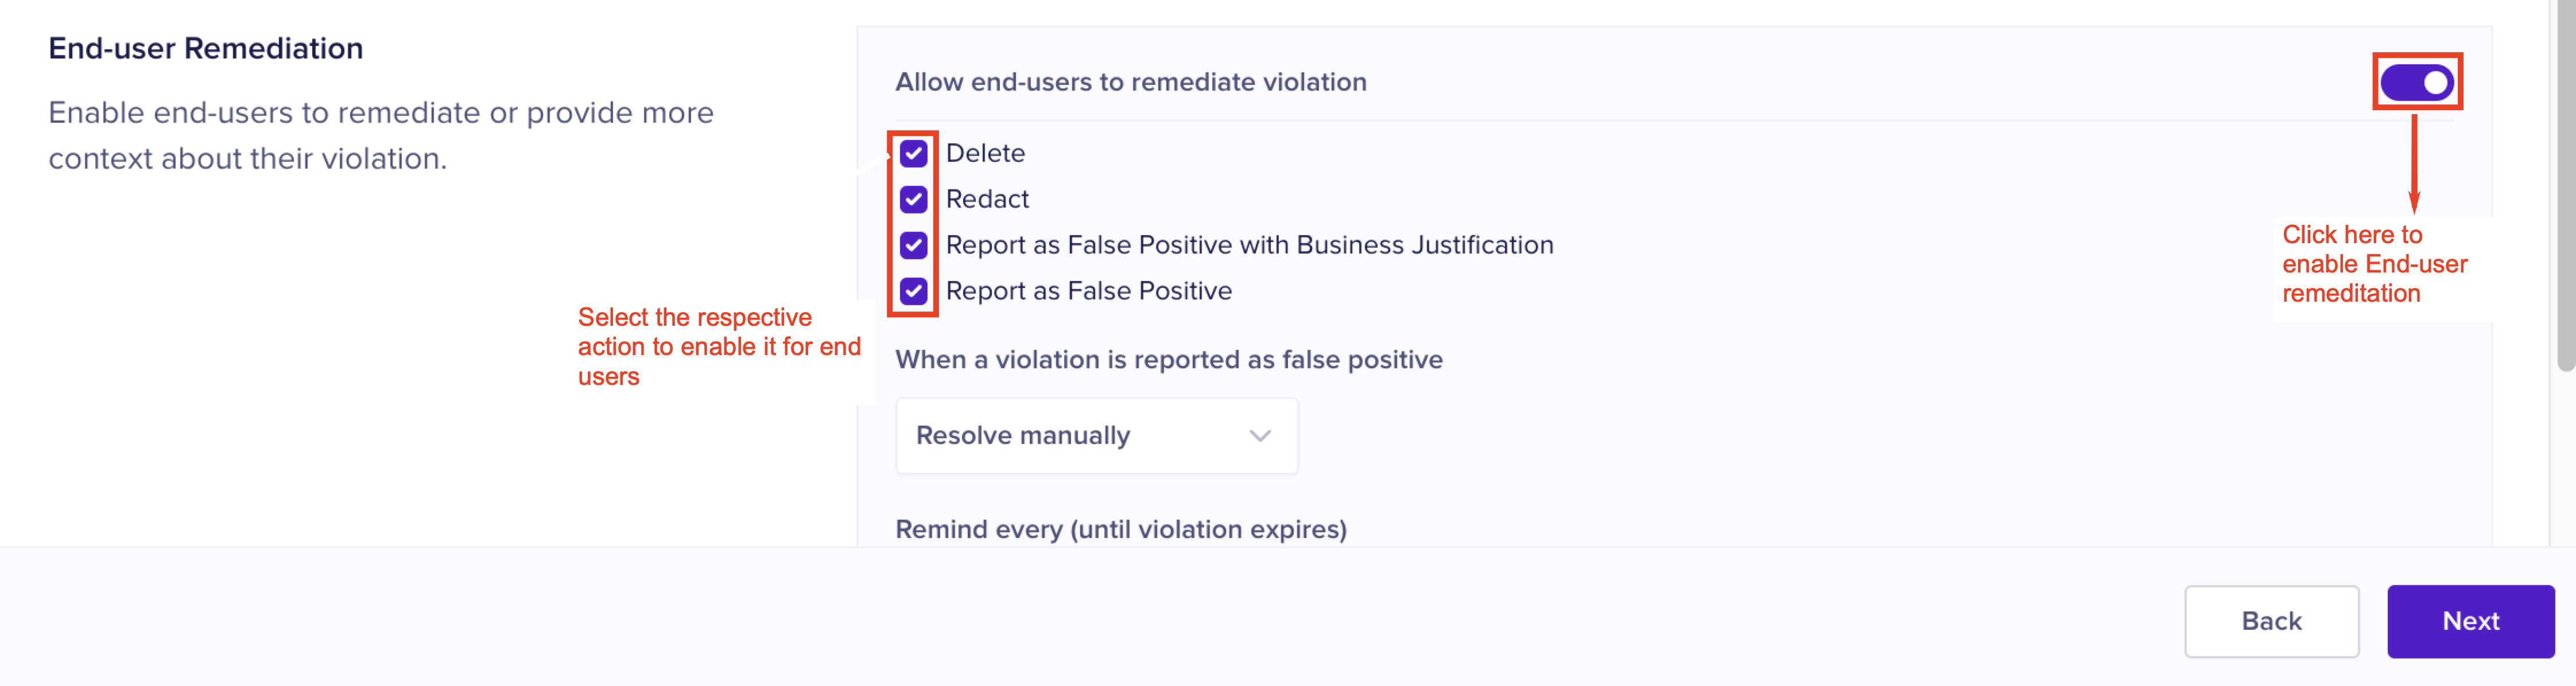 End-user Remediation
Enable end-users to remediate or provide more
context about their violation.
Allow end-users to remediate violation
Delete
Redact
Report as False Positive with Business Justification
Report as False Positive
Select the respective
action to enable it for end
users
Click here to
enable End-user
remeditation
When a violation is reported as false positive
Resolve manually
Remind every (until violation expires)
Back
Next